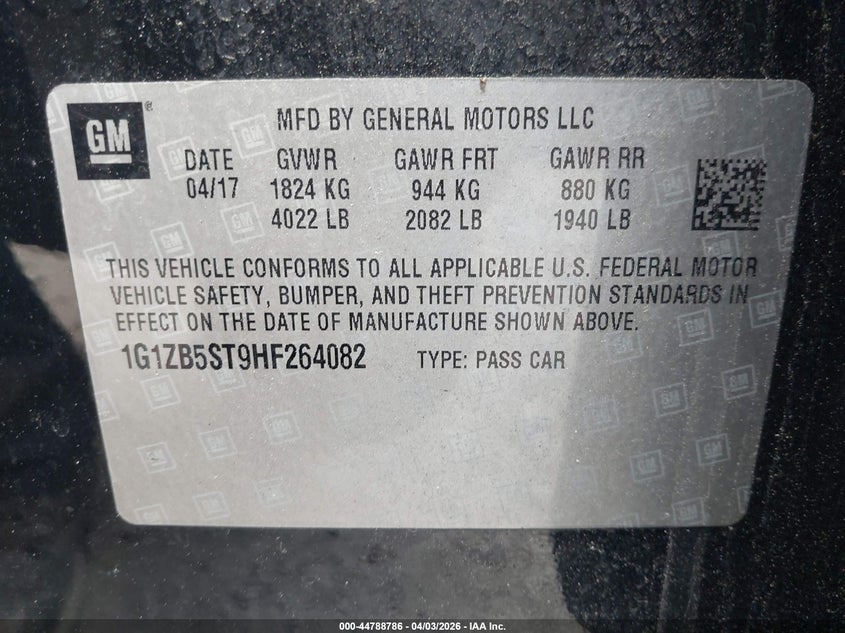 GM ® MFD BY GENERAL MOTORS LLC
DATE GVWR GAWR FRT GAWR RR
04/17 1824 KG 944 KG 880 KG
4022 LB 2082 LB 1940 LB
THIS VEHICLE CONFORMS TO ALL APPLICABLE U.S. FEDERAL MOTOR
VEHICLE SAFETY, BUMPER, AND THEFT PREVENTION STANDARDS IN
EFFECT ON THE DATE OF MANUFACTURE SHOWN ABOVE.
1G1ZB5ST9HF264082 TYPE: PASS CAR
000-44788786 - 04/03/2026 - IAA Inc.